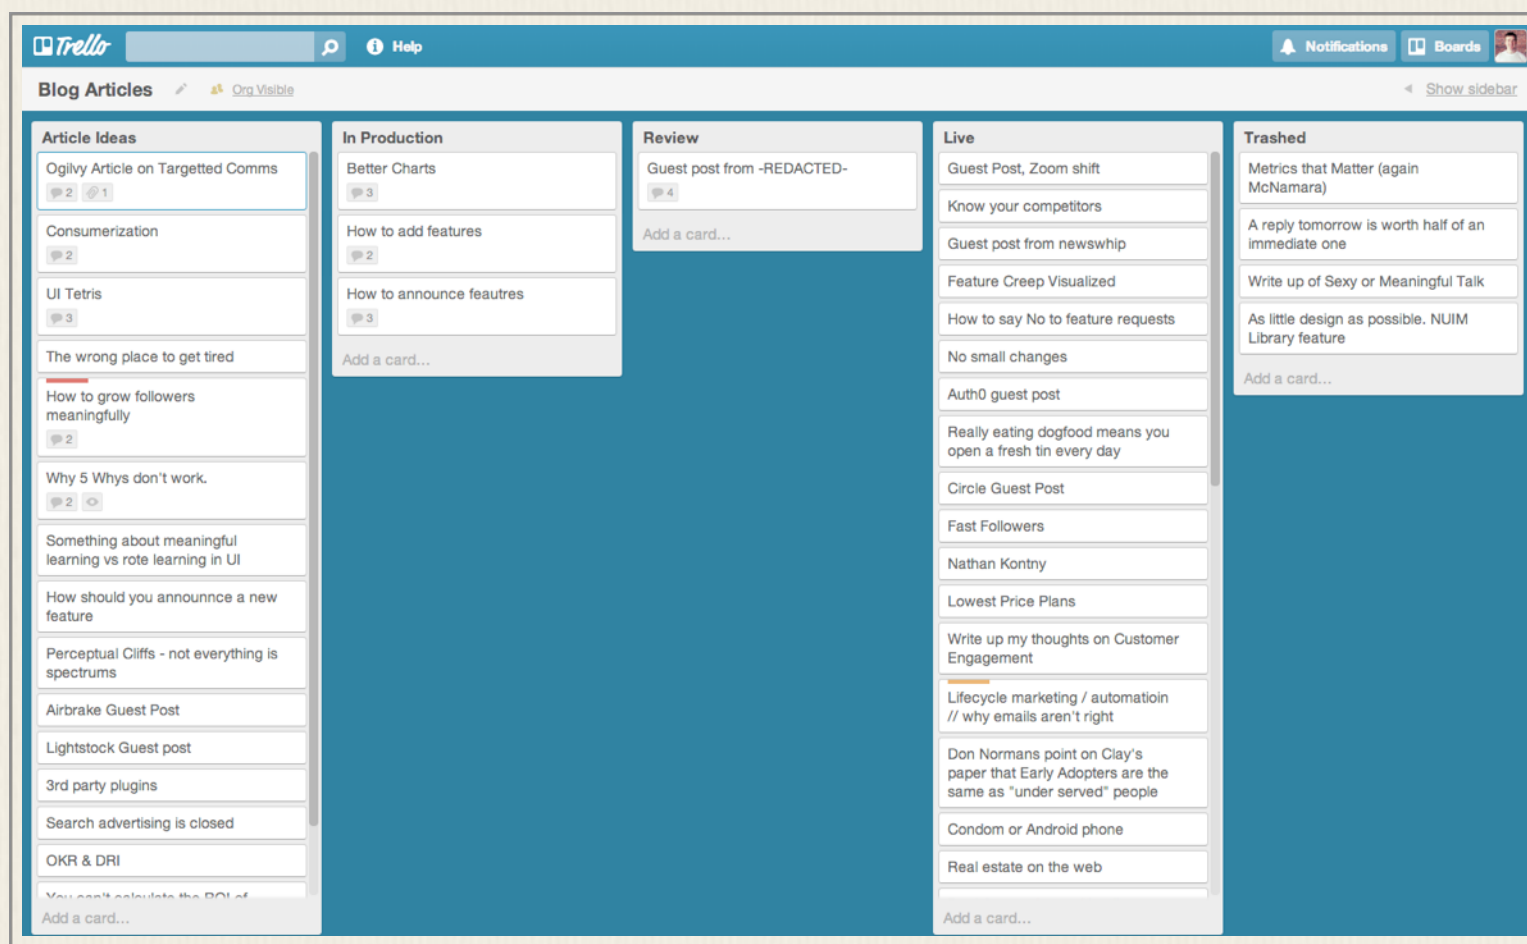 Trello
Help
Notifications
Boards
Blog Articles
Org Visible
Show sidebar
Article Ideas
Ogilvy Article on Targetted Comms
2 1
Consumerization
2
UI Tetris
3
The wrong place to get tired
How to grow followers
meaningfully
2
Why 5 Whys don't work.
2
Something about meaningful
learning vs rote learning in UI
How should you announnce a new
feature
Perceptual Cliffs - not everything is
spectrums
Airbrake Guest Post
Lightstock Guest post
3rd party plugins
Search advertising is closed
OKR & DRI
You can't calculate the ROI of
Add a card...
In Production
Better Charts
3
How to add features
2
How to announce feautres
3
Add a card...
Review
Guest post from -REDACTED-
4
Add a card...
Live
Guest Post, Zoom shift
Know your competitors
Guest post from newswhip
Feature Creep Visualized
How to say No to feature requests
No small changes
Auth0 guest post
Really eating dogfood means you
open a fresh tin every day
Circle Guest Post
Fast Followers
Nathan Kontny
Lowest Price Plans
Write up my thoughts on Customer
Engagement
Lifecycle marketing / automatioin
// why emails aren't right
Don Normans point on Clay's
paper that Early Adopters are the
same as "under served" people
Condom or Android phone
Real estate on the web
Add a card...
Trashed
Metrics that Matter (again
McNamara)
A reply tomorrow is worth half of an
immediate one
Write up of Sexy or Meaningful Talk
As little design as possible. NUIM
Library feature
Add a card...